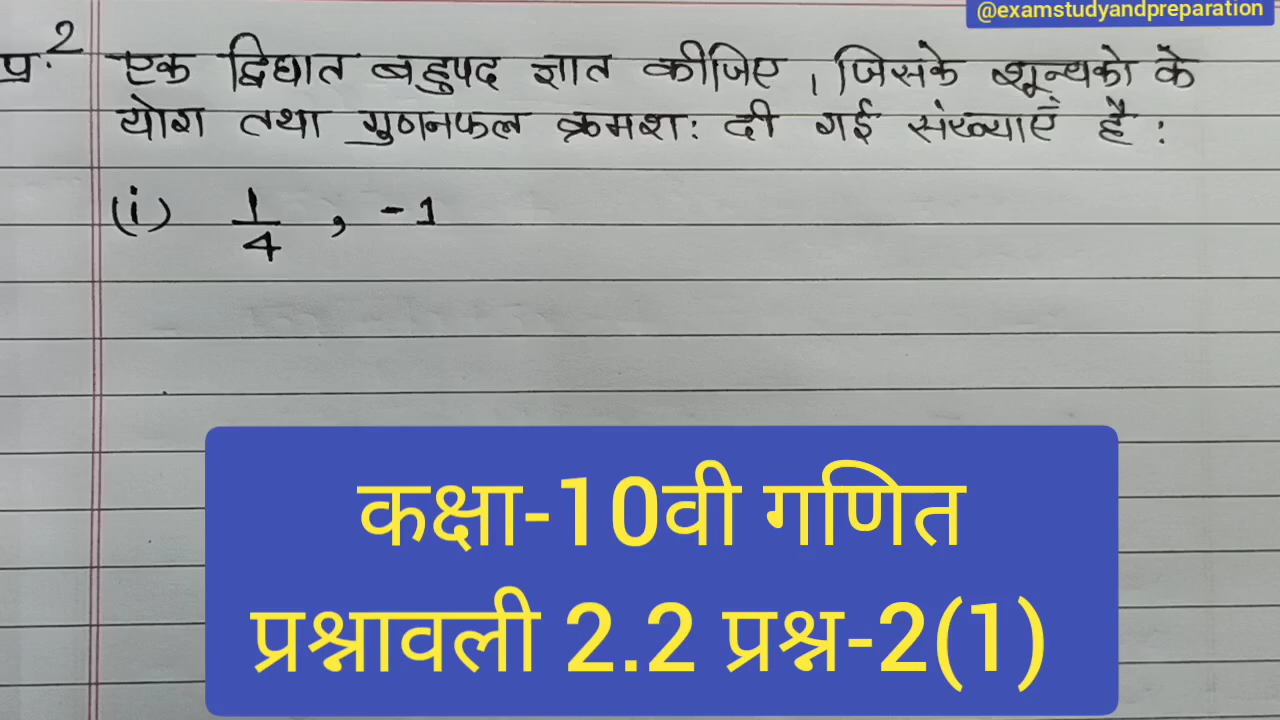 @examstudyandpreparation
प्र.2 एक द्विघात बहुपद ज्ञात कीजिए, जिसके शून्यको के
योग तथा गुणनफल क्रमश: दी गई संख्याएँ है :
(i) 1/4 , -1
कक्षा-10वी गणित
प्रश्नावली 2.2 प्रश्न-2(1)